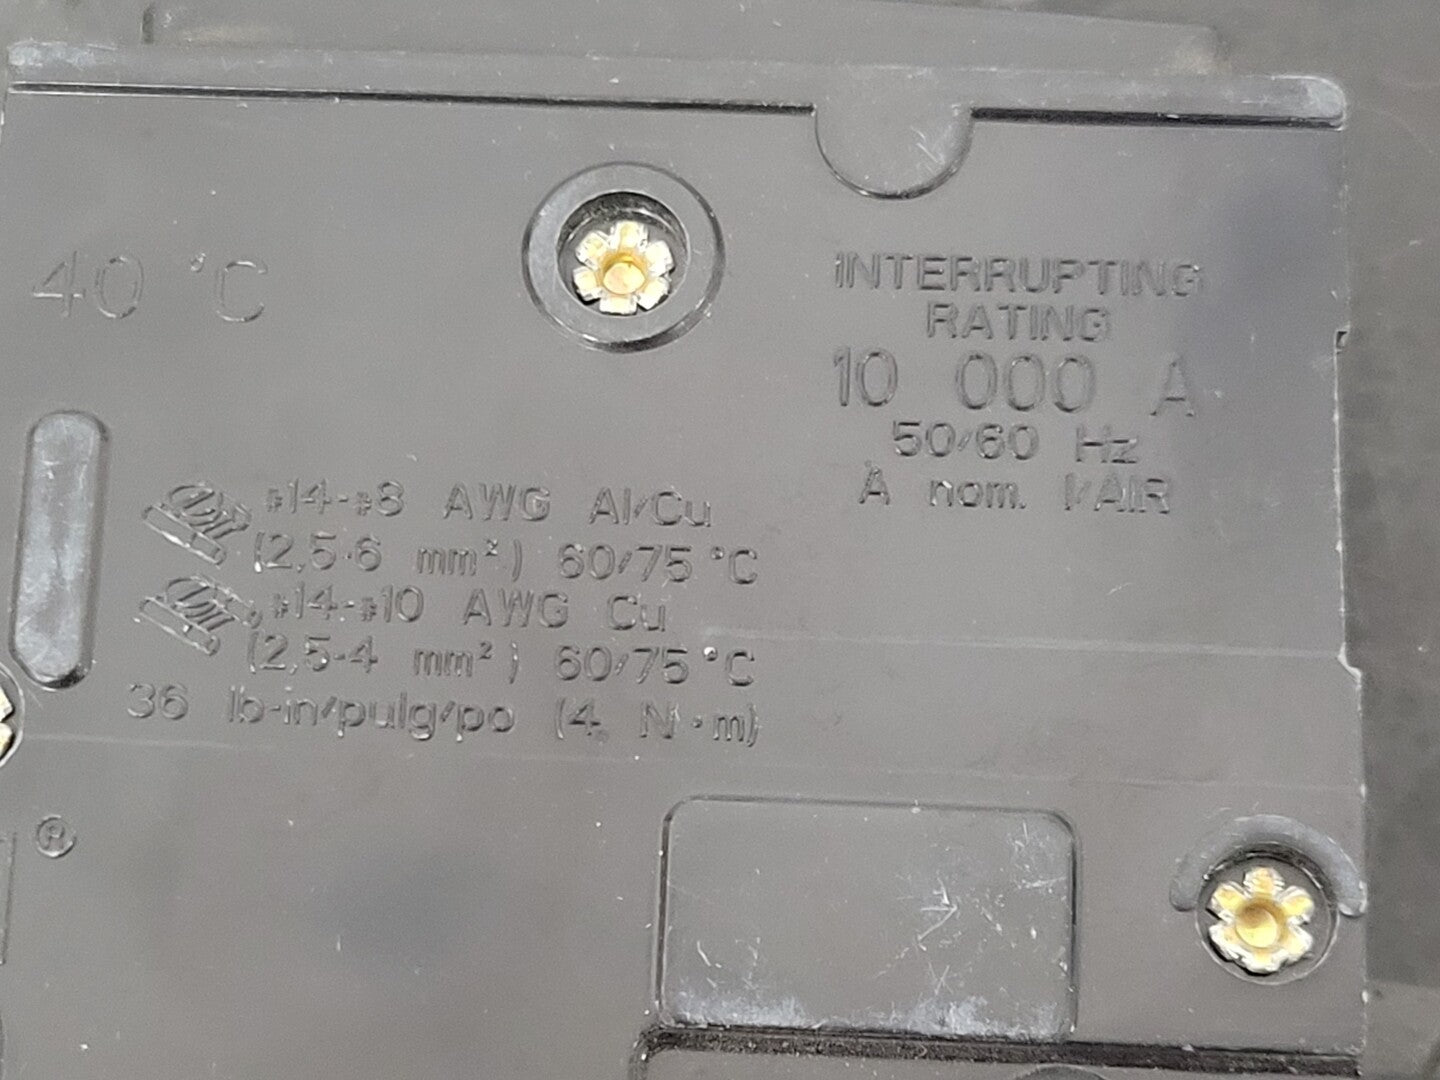 40 °C
INTERRUPTING
RATING
10 000 A
50/60 Hz
A nom. I/AIR
#14-#8 AWG Al/Cu
(2,5-6 mm²) 60/75 °C
#14-#10 AWG Cu
(2,5-4 mm²) 60/75 °C
36 lb-in/pulg/po (4 N·m)
®